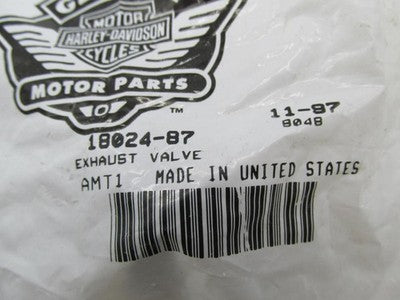 MOTOR
HARLEY-DAVIDSON
CYCLES
MOTOR PARTS
TM
18024-87 11-97
8048
EXHAUST VALVE
AMT1 MADE IN UNITED STATES